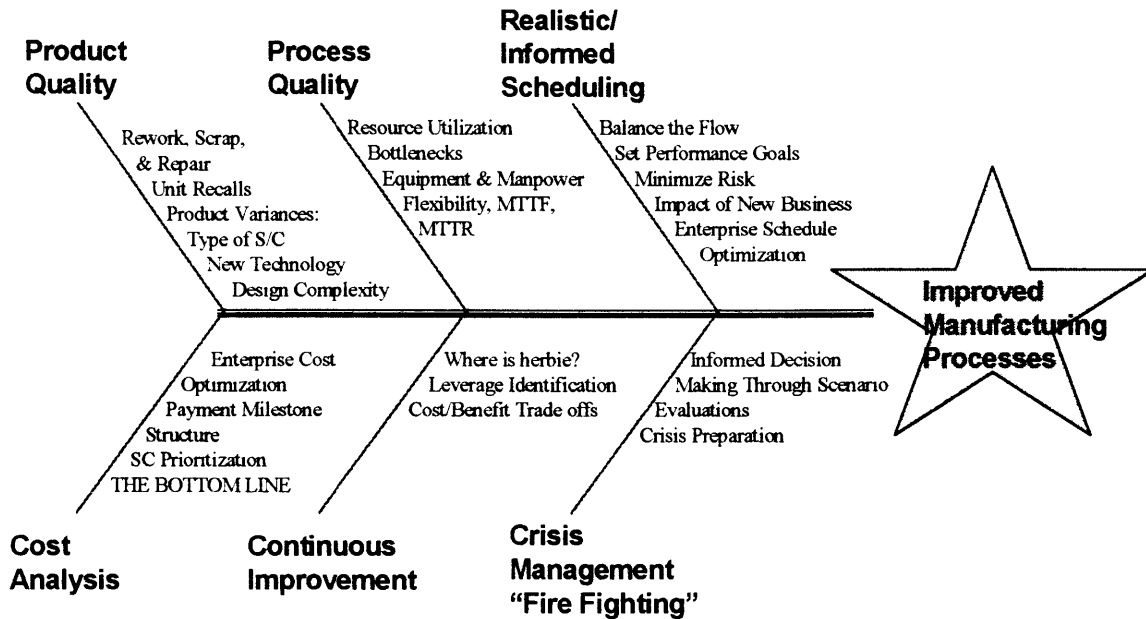 Product
Quality
Process
Quality
Realistic/
Informed
Scheduling
Rework, Scrap,
& Repair
Unit Recalls
Product Variances:
Type of S/C
New Technology
Design Complexity
Resource Utilization
Bottlenecks
Equipment & Manpower
Flexibility, MTTF,
MTTR
Balance the Flow
Set Performance Goals
Minimize Risk
Impact of New Business
Enterprise Schedule
Optimization
Improved
Manufacturing
Processes
Enterprise Cost
Optimization
Payment Milestone
Structure
SC Prioritization
THE BOTTOM LINE
Where is herbie?
Leverage Identification
Cost/Benefit Trade offs
Informed Decision
Making Through Scenario
Evaluations
Crisis Preparation
Cost
Analysis
Continuous
Improvement
Crisis
Management
“Fire Fighting”